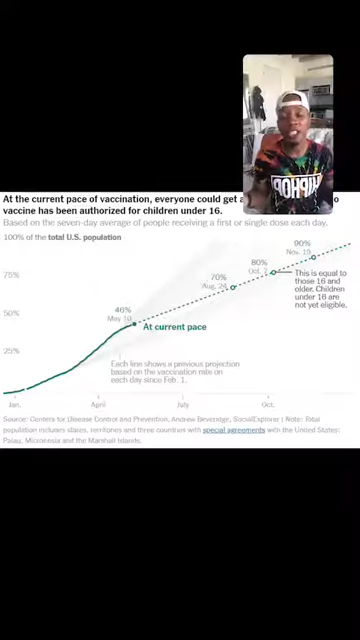 At the current pace of vaccination, everyone could get a
o
vaccine has been authorized for children under 16.
Based on the seven-day average of people receiving a first or single dose each day.
100% of the total U.S. population
90%
Nov. 19
80%
Oct.
70%
Aug. 24
75%
This is equal to
those 16 and
older. Children
under 16 are
not yet eligible.
46%
May 10
50%
At current pace
25%
Each line shows a previous projection
based on the vaccination rate on
each day since Feb. 1.
Jan.
April
July
Oct.
Source: Centers for Disease Control and Prevention, Andrew Beveridge, SocialExplorer | Note: Total
population includes states, territories and three countries with special agreements with the United States:
Palau, Micronesia and the Marshall Islands.